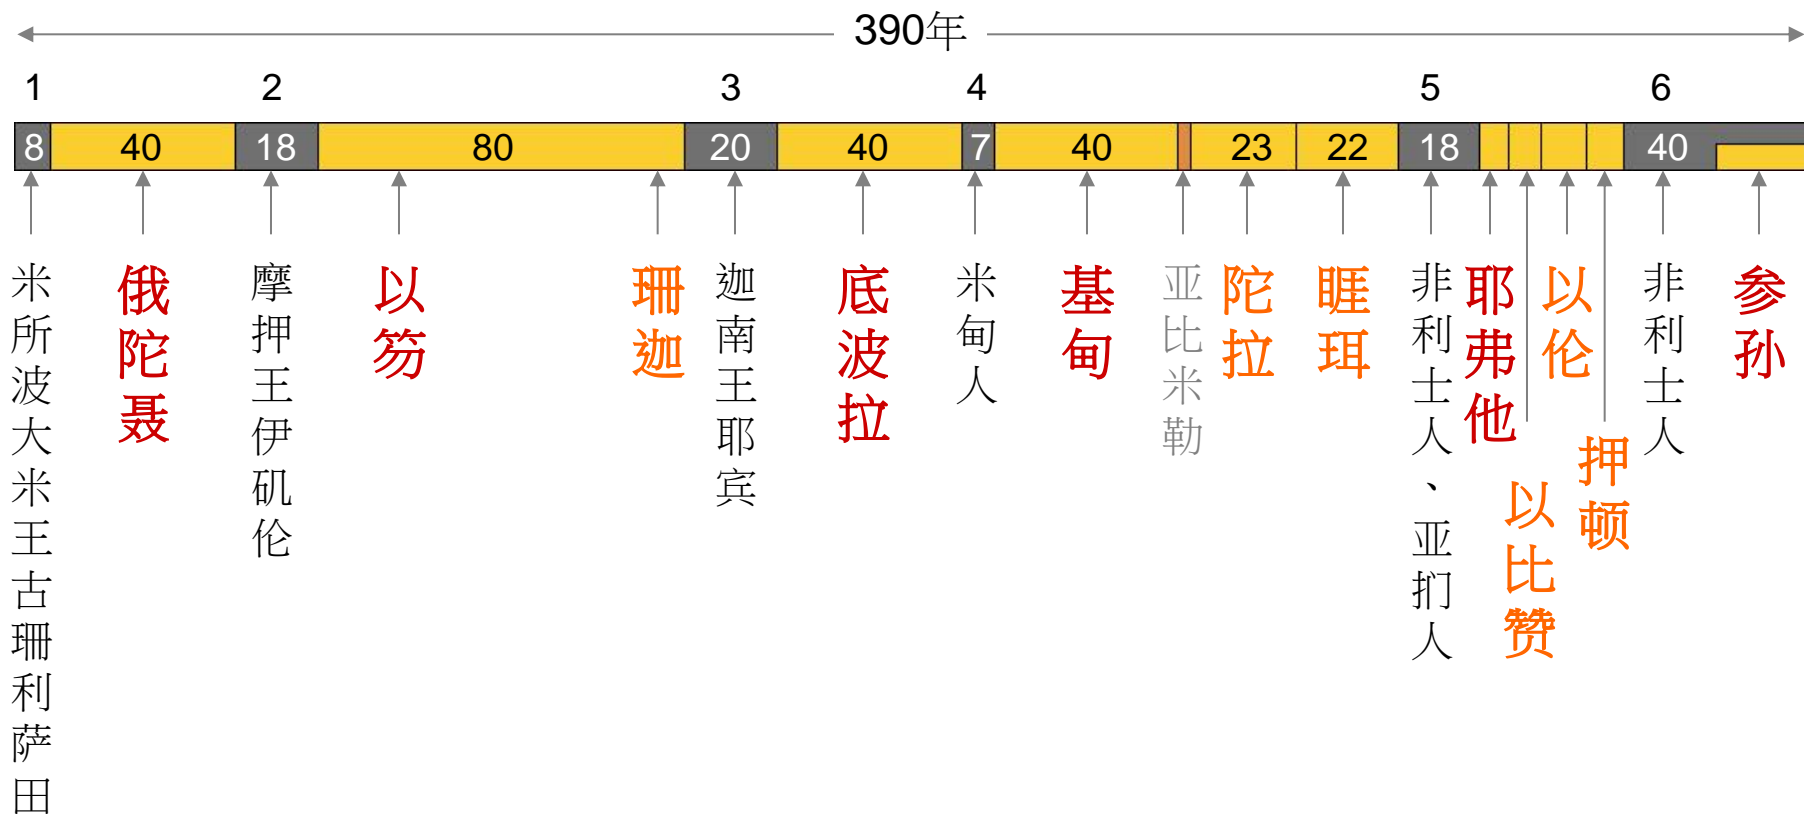 390年
1 2 3 4 5 6
8 40 18 80 20 40 7 40 23 22 18 40
米所波大米王古珊利萨田
俄陀聂
摩押王伊矶伦
以笏
珊迦
迦南王耶宾
底波拉
米甸人
基甸
亚比米勒
陀拉
睚珥
非利士人、亚扪人
耶弗他
以比赞
以伦
押顿
非利士人
参孙